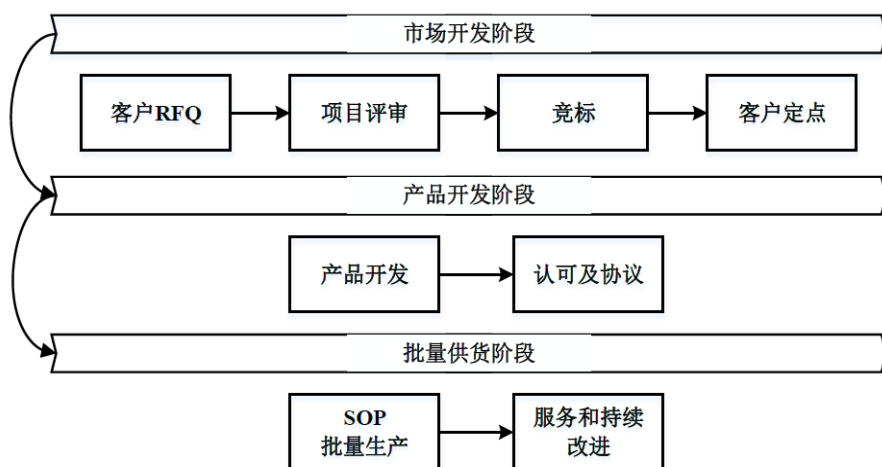 市场开发阶段
客户RFQ
项目评审
竞标
客户定点
产品开发阶段
产品开发
认可及协议
批量供货阶段
SOP
批量生产
服务和持续
改进